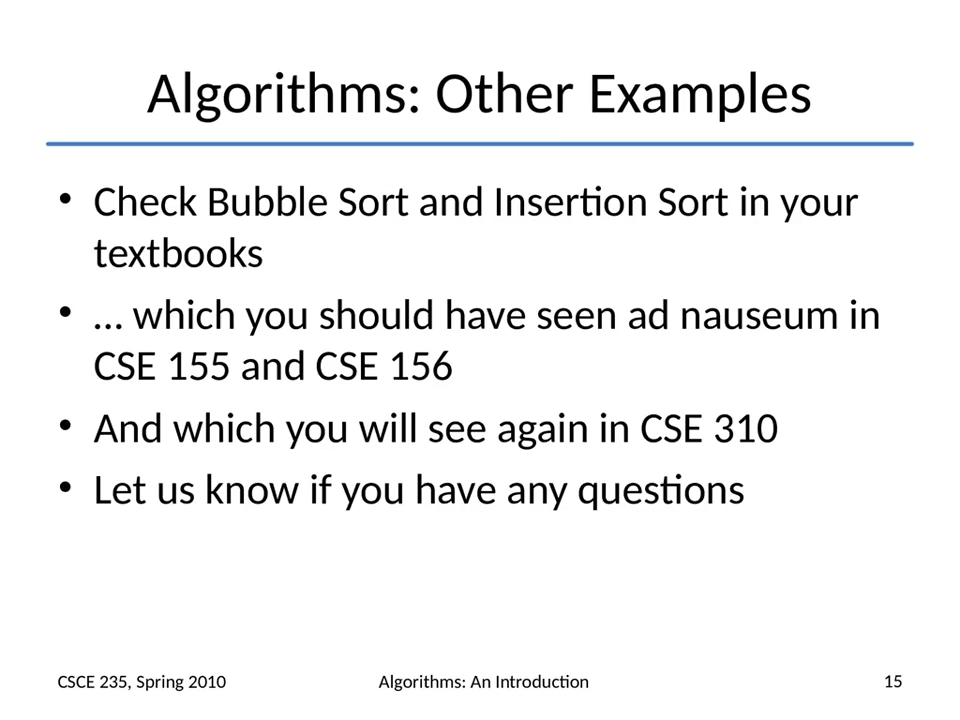 Algorithms: Other Examples
• Check Bubble Sort and Insertion Sort in your
textbooks
• … which you should have seen ad nauseum in
CSE 155 and CSE 156
• And which you will see again in CSE 310
• Let us know if you have any questions
CSCE 235, Spring 2010
Algorithms: An Introduction
15